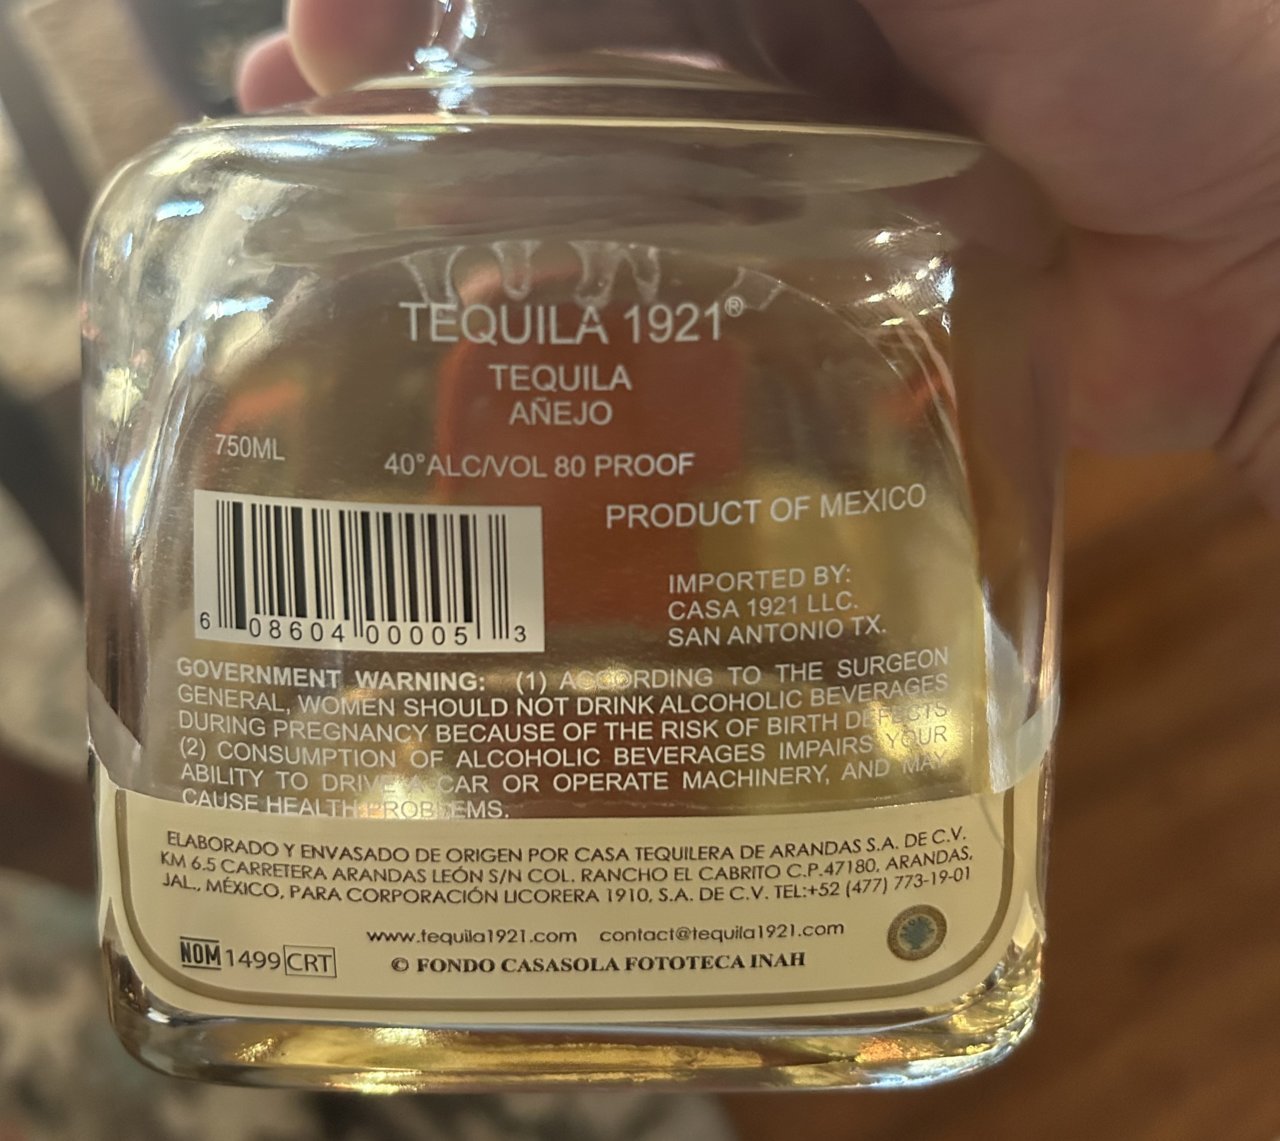 TEQUILA 1921®
TEQUILA
AÑEJO
750ML
40°ALC/VOL 80 PROOF
PRODUCT OF MEXICO
IMPORTED BY:
CASA 1921 LLC.
SAN ANTONIO TX.
6 08604 00005 3
GOVERNMENT WARNING: (1) ACCORDING TO THE SURGEON
GENERAL, WOMEN SHOULD NOT DRINK ALCOHOLIC BEVERAGES
DURING PREGNANCY BECAUSE OF THE RISK OF BIRTH DEFECTS
(2) CONSUMPTION OF ALCOHOLIC BEVERAGES IMPAIRS YOUR
ABILITY TO DRIVE A CAR OR OPERATE MACHINERY, AND MAY
CAUSE HEALTH PROBLEMS.
ELABORADO Y ENVASADO DE ORIGEN POR CASA TEQUILERA DE ARANDAS S.A. DE C.V.
KM 6.5 CARRETERA ARANDAS LEÓN S/N COL. RANCHO EL CABRITO C.P.47180, ARANDAS,
JAL., MÉXICO, PARA CORPORACIÓN LICORERA 1910, S.A. DE C.V. TEL:+52 (477) 773-19-01
www.tequila1921.com contact@tequila1921.com
NOM 1499 CRT
© FONDO CASASOLA FOTOTECA INAH